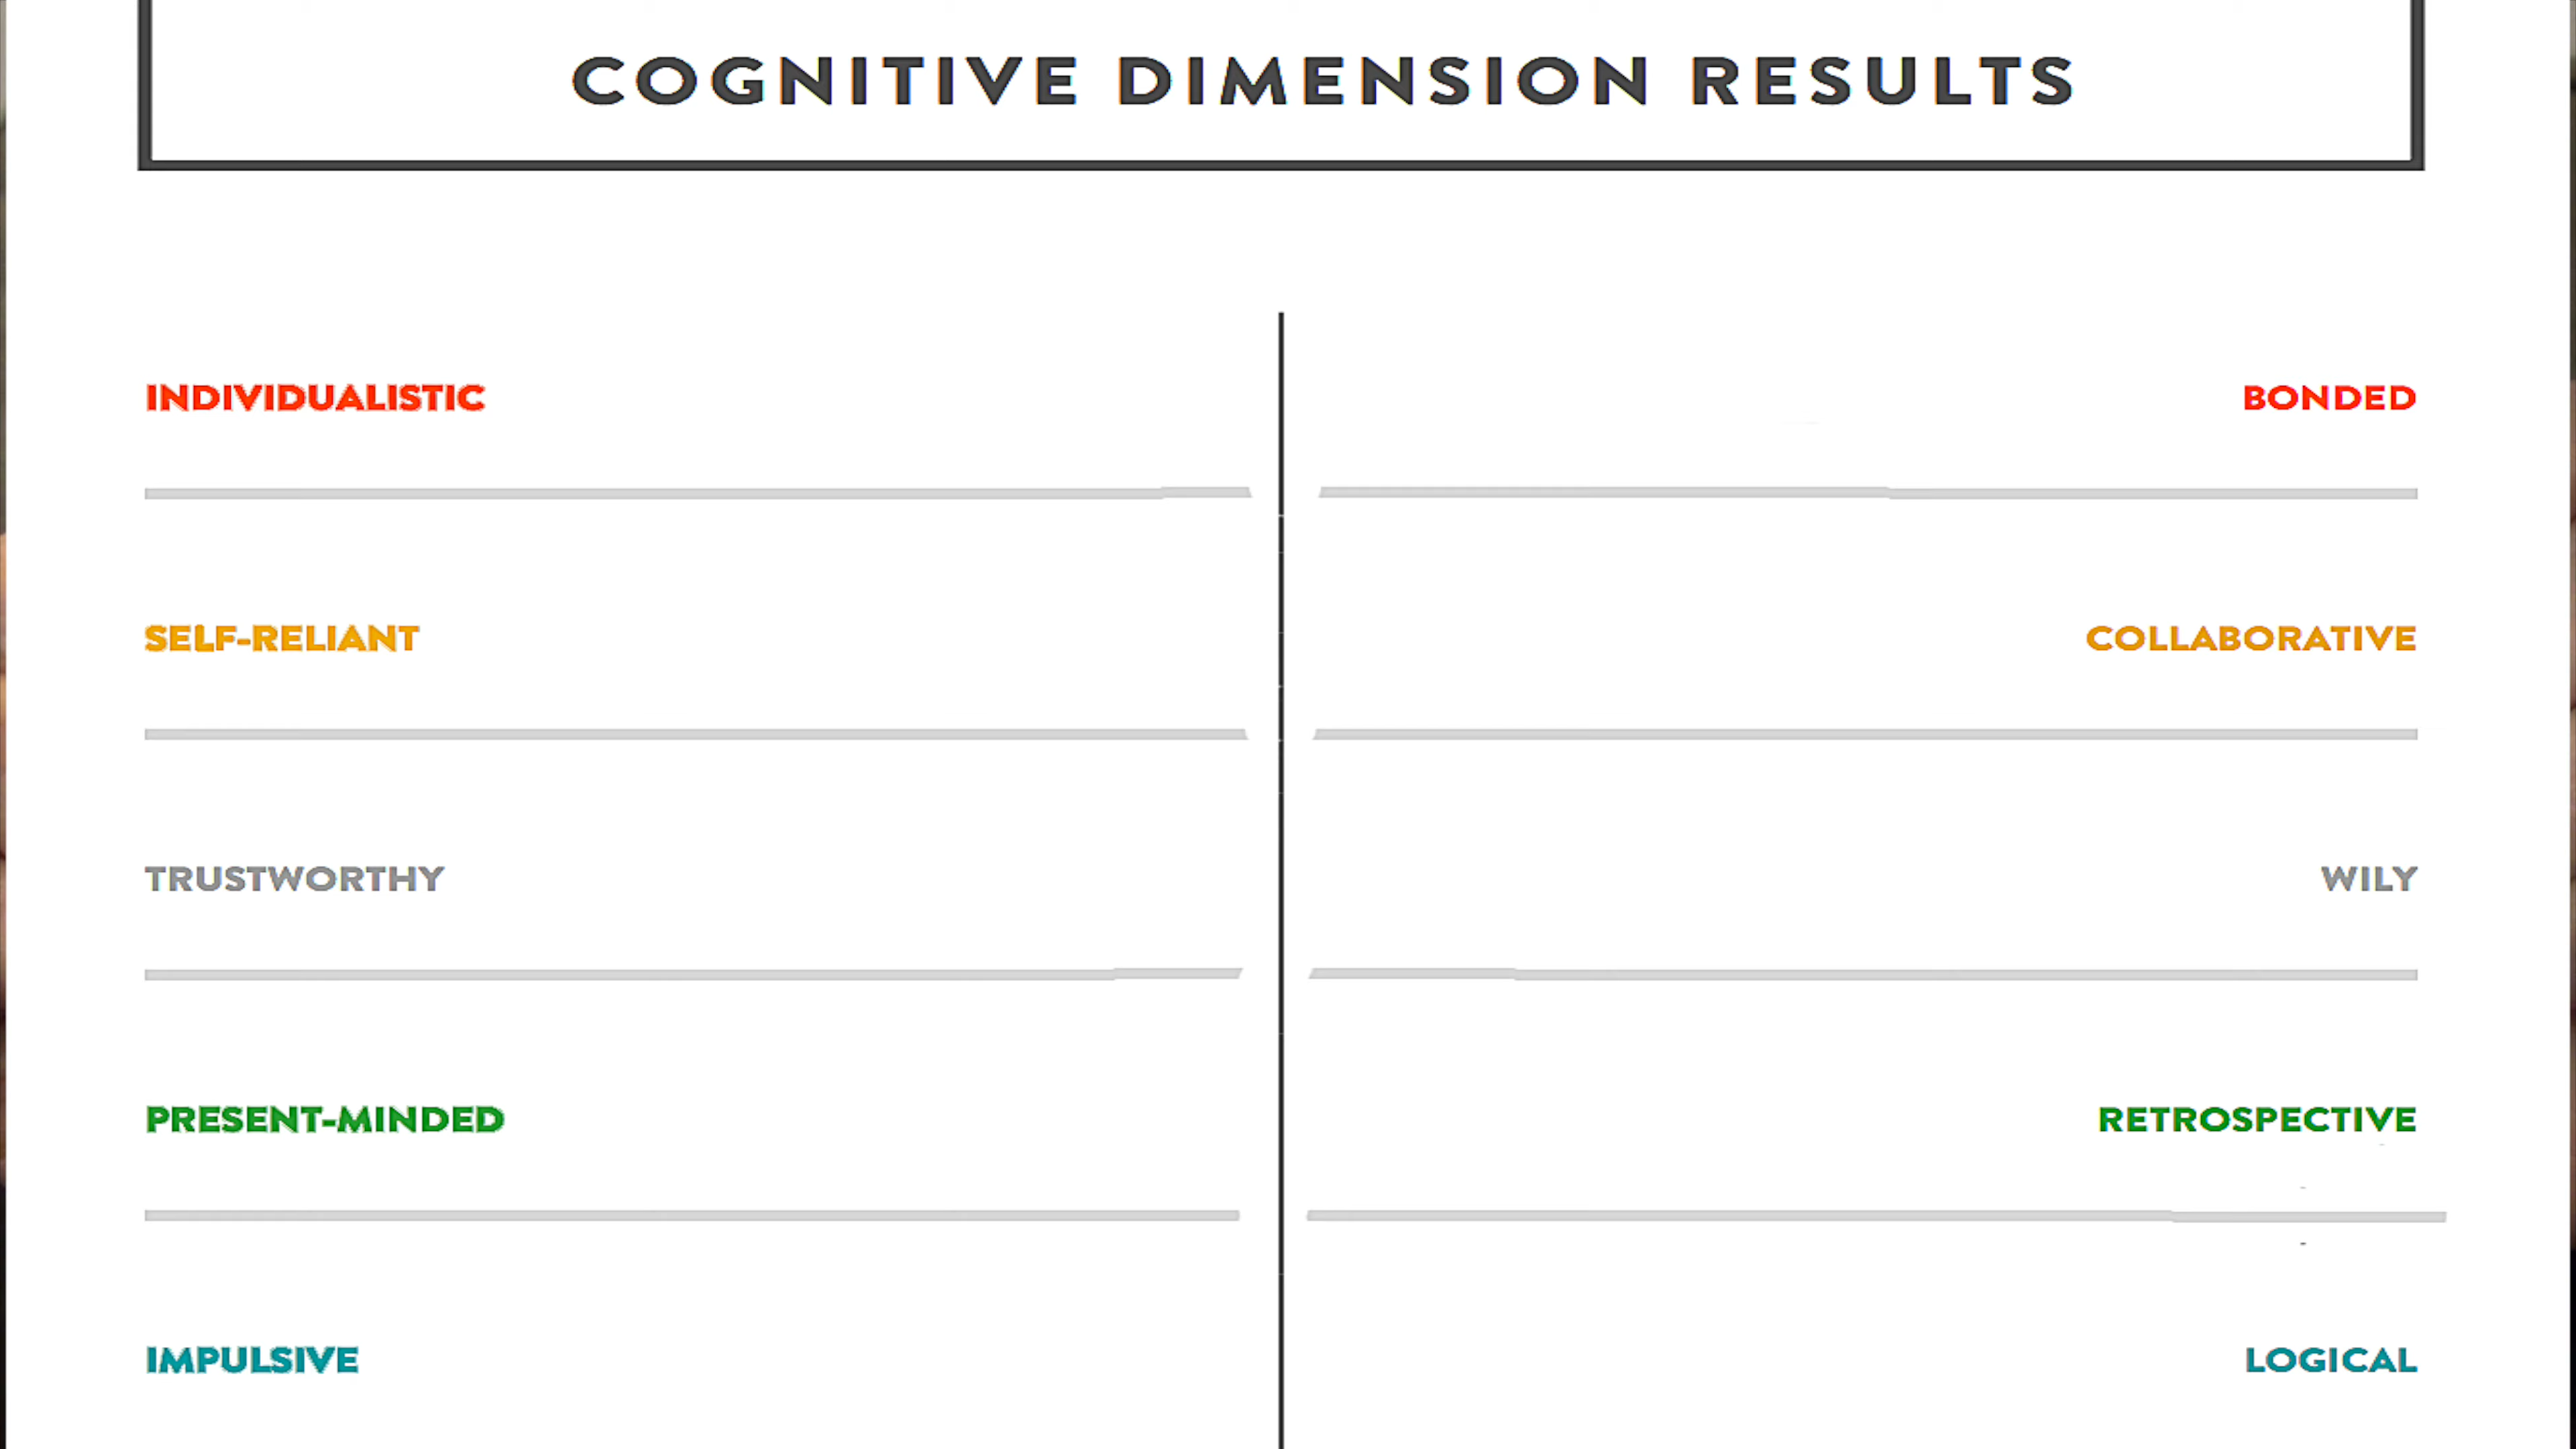 COGNITIVE DIMENSION RESULTS
INDIVIDUALISTIC BONDED
SELF-RELIANT COLLABORATIVE
TRUSTWORTHY WILY
PRESENT-MINDED RETROSPECTIVE
IMPULSIVE LOGICAL